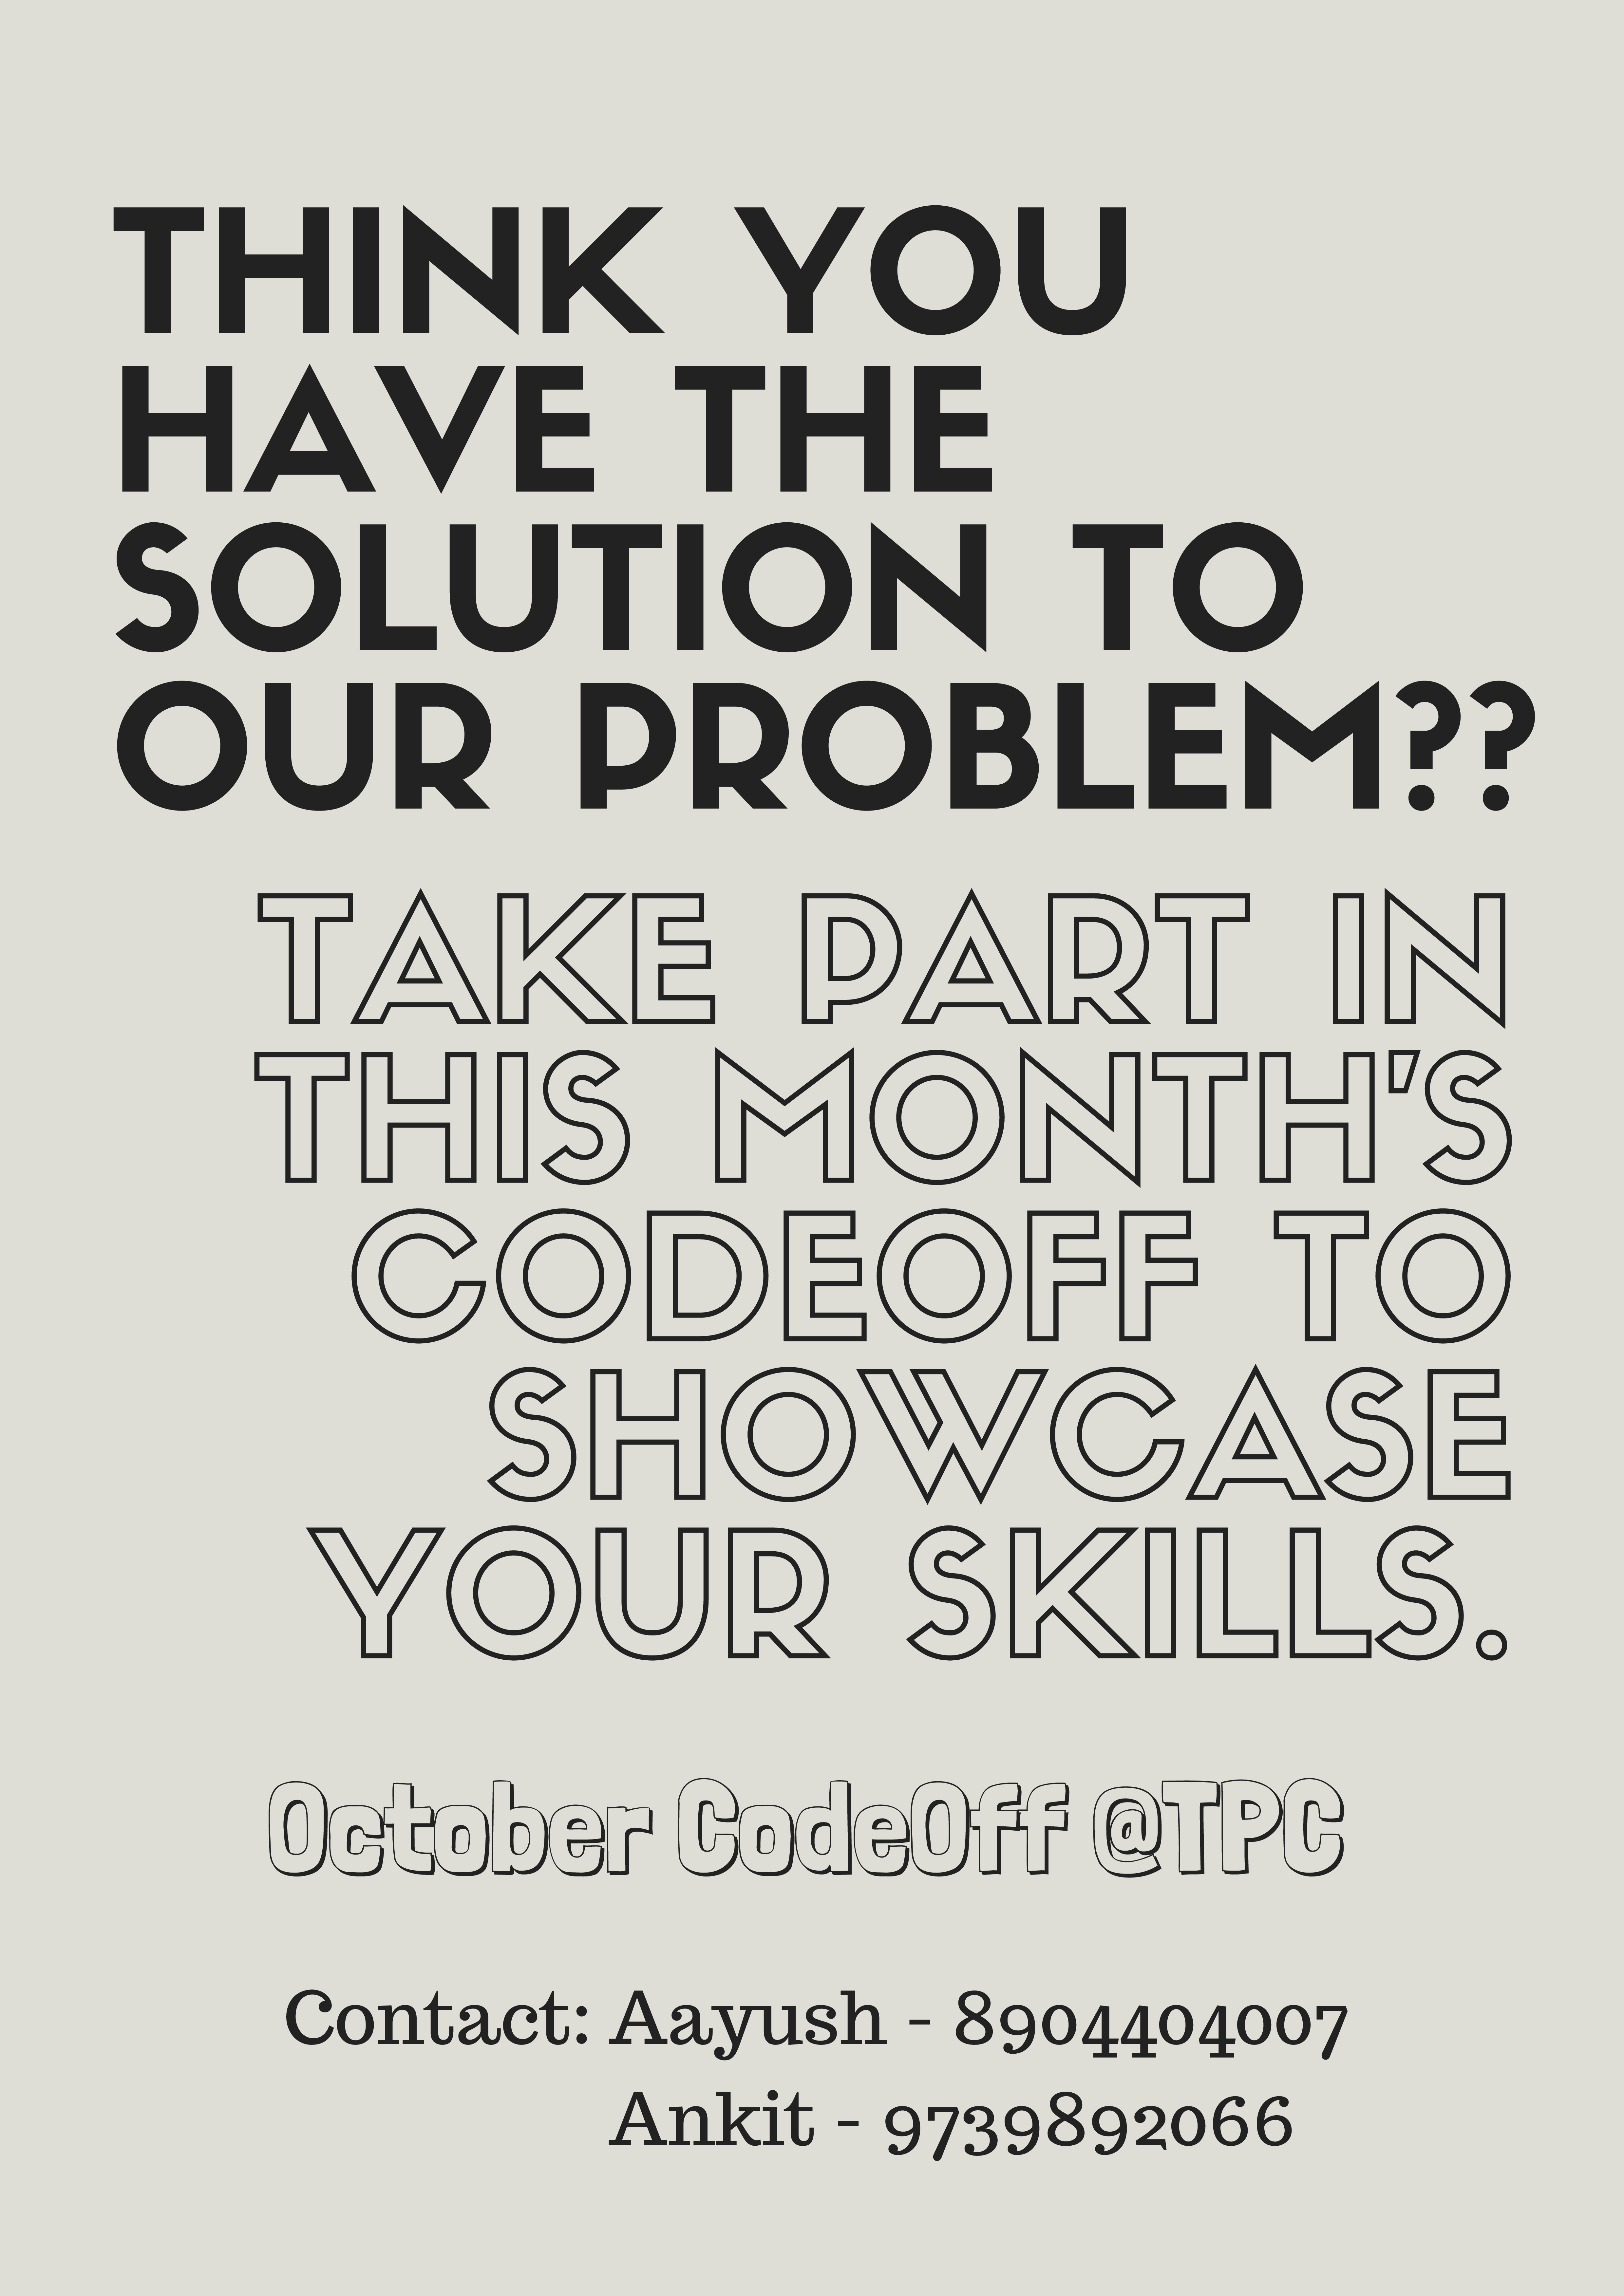 THINK YOU
HAVE THE
SOLUTION TO
OUR PROBLEM??
TAKE PART IN
THIS MONTH'S
CODEOFF TO
SHOWCASE
YOUR SKILLS.
October CodeOff @TPC
Contact: Aayush - 8904404007
Ankit - 9739892066